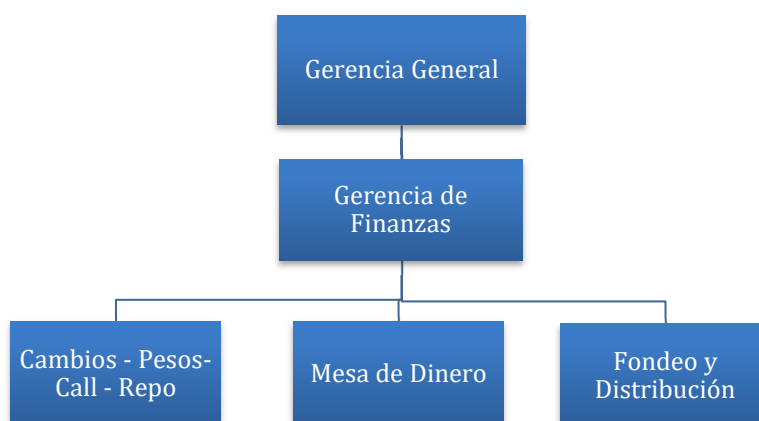 Gerencia General
Gerencia de
Finanzas
Cambios - Pesos-
Call - Repo
Mesa de Dinero
Fondeo y
Distribución